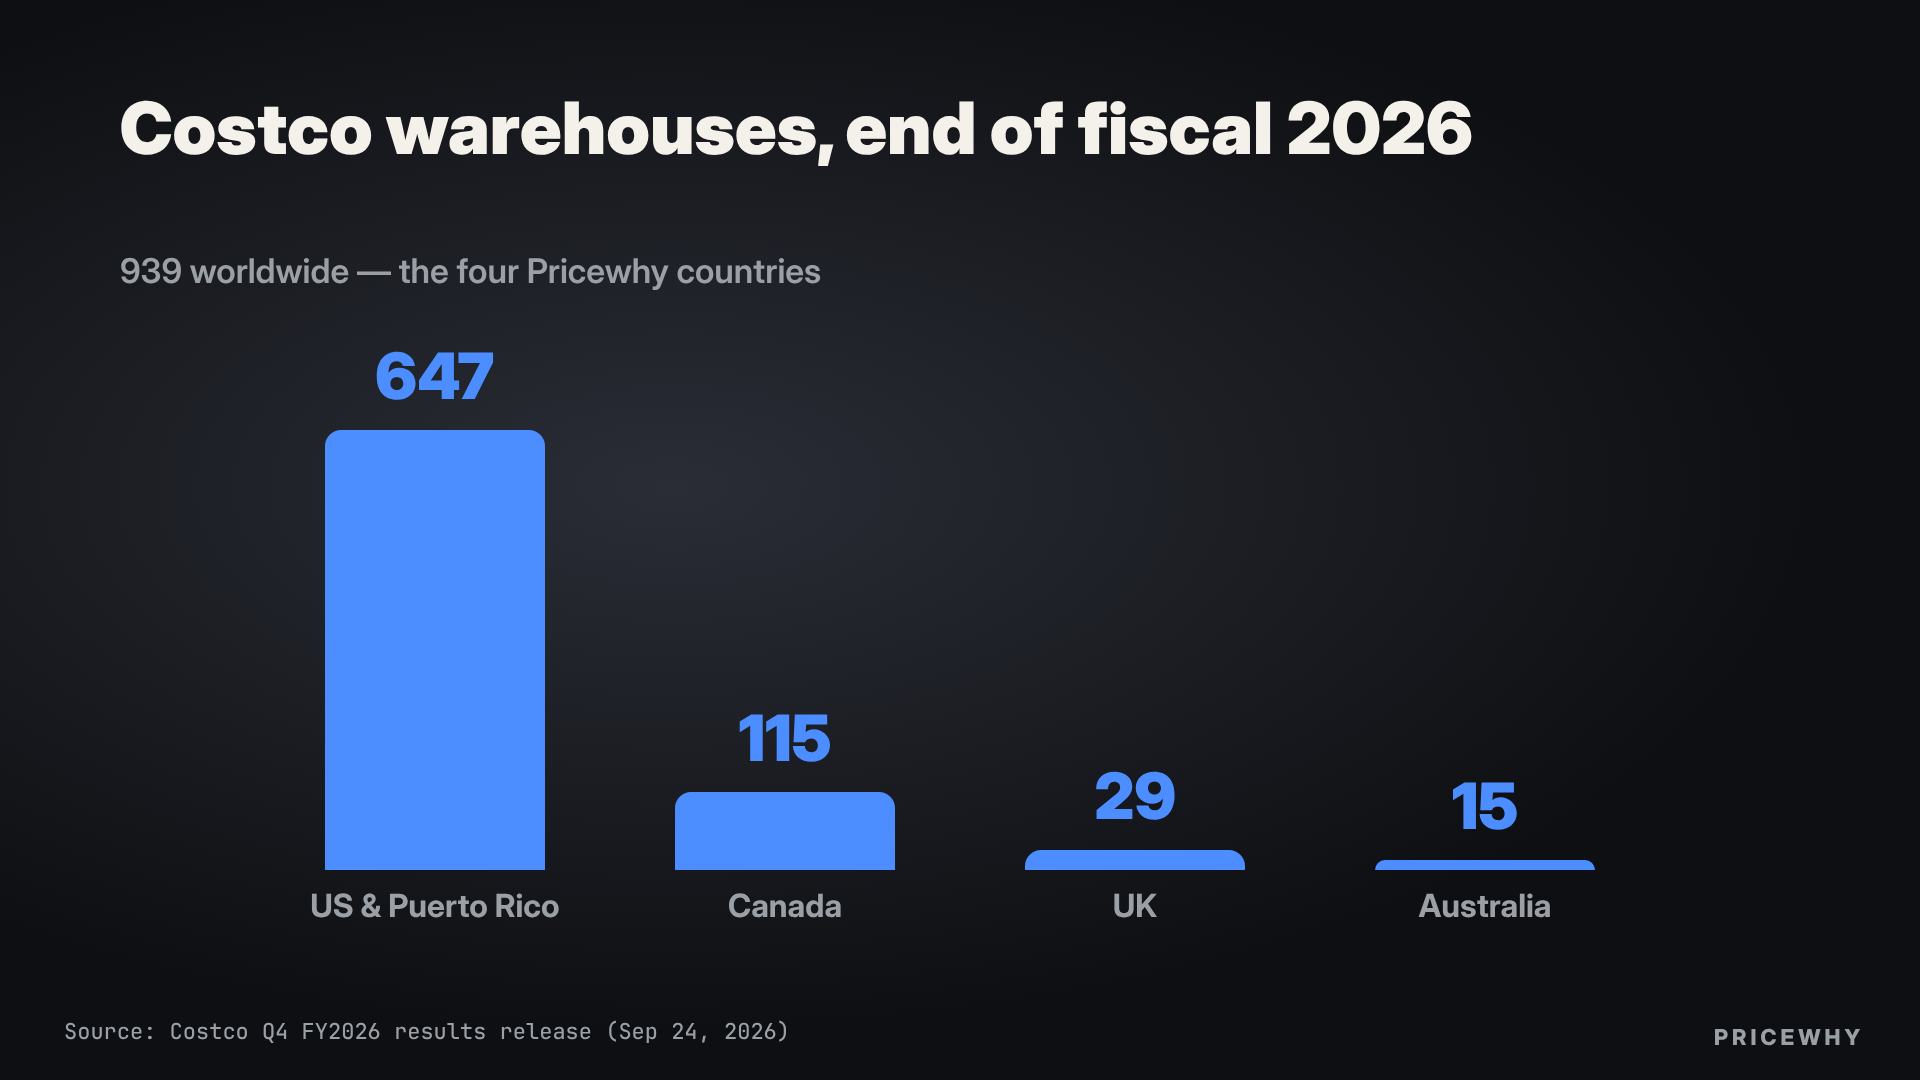 Costco warehouses, end of fiscal 2026
939 worldwide — the four Pricewhy countries
647
115
29
15
US & Puerto Rico
Canada
UK
Australia
Source: Costco Q4 FY2026 results release (Sep 24, 2026)
PRICEWHY